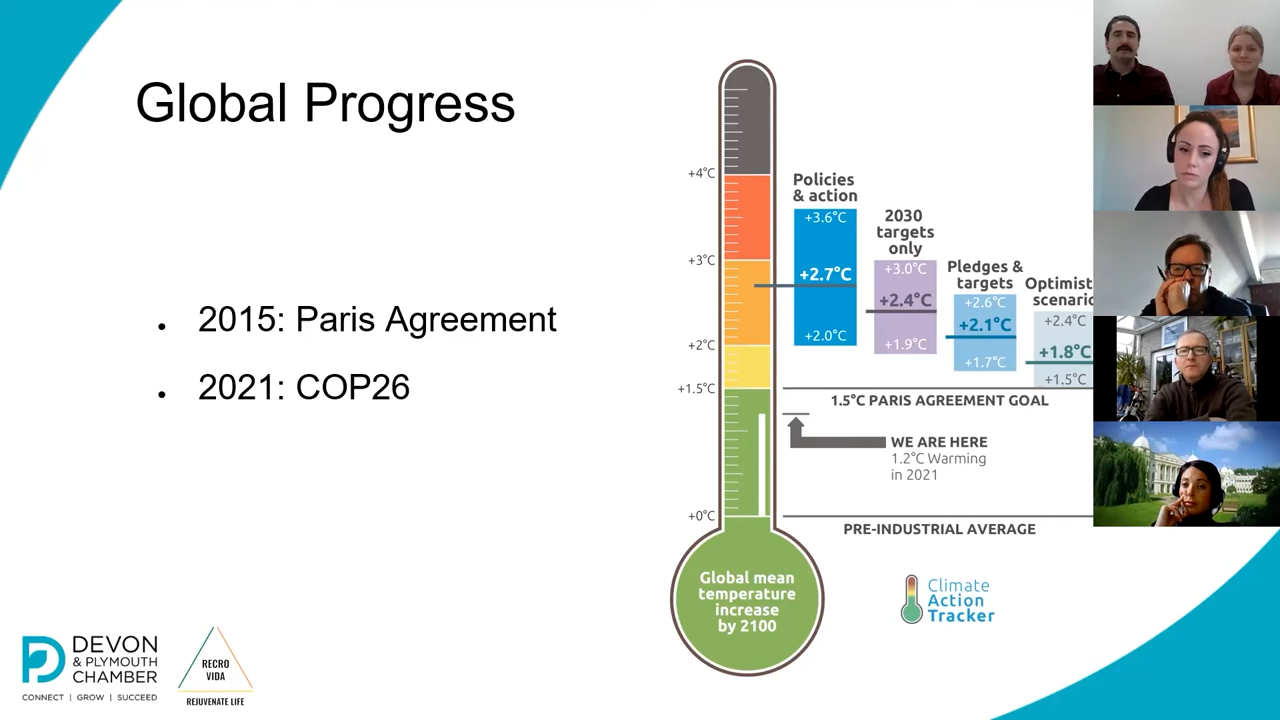 Global Progress
2015: Paris Agreement
2021: COP26
+4°C
+3°C
+2°C
+1.5°C
+0°C
Policies
& action
+3.6°C
+2.7°C
+2.0°C
2030
targets
only
+3.0°C
+2.4°C
+1.9°C
Pledges &
targets
+2.6°C
+2.1°C
+1.7°C
Optimist
scenario
+2.4°C
+1.8°C
+1.5°C
1.5°C PARIS AGREEMENT GOAL
WE ARE HERE
1.2°C Warming
in 2021
PRE-INDUSTRIAL AVERAGE
Global mean
temperature
increase
by 2100
Climate
Action
Tracker
DEVON
& PLYMOUTH
CHAMBER
CONNECT | GROW | SUCCEED
RECRO
VIDA
REJUVENATE LIFE